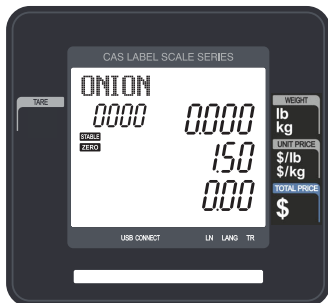 CAS LABEL SCALE SERIES
ONION
TARE
0000
0.000
WEIGHT
lb
kg
STABLE
ZERO
1.50
UNIT PRICE
$/lb
$/kg
0.00
TOTAL PRICE
$
USB CONNECT LN LANG TR